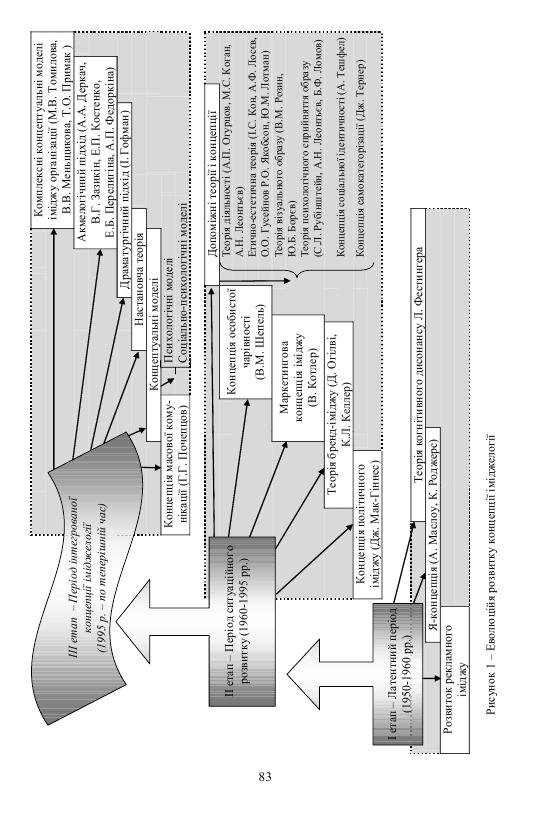 Комплексні концептуальні моделі
іміджу організації (М.В. Томилова,
В.В. Меньщикова, Т.О. Примак )
Акмелогічний підхід (А.А. Деркач,
В.Г. Зазикін, Е.П. Костенко,
Е.Б. Перелигіна, А.П. Федоркіна)
Драматургічний підхід (І. Гофман)
Настановча теорія
Концептуальні моделі
Психологічні моделі
Соціально-психологічні моделі
Концепція масової кому-
нікації (Г.Г. Почепцов)
ІІІ етап – Період інтегрованої
концепції іміджелогії
(1995 р. – по теперішній час)
Допоміжні теорії і концепції
Теорія діяльності (А.П. Огурцов, М.С. Коган,
А.Н. Леонтьєв)
Етично-естетична теорія (І.С. Кон, А.Ф. Лосєв,
О.О. Гусейнов Р.О. Якобсон, Ю.М. Лотман)
Теорія візуального образу (В.М. Розин,
Ю.Б. Борєв)
Теорія психологічного сприйняття образу
(С.Л. Рубінштейн, А.Н. Леонтьєв, Б.Ф. Ломов)
Концепція соціальної ідентичності (А. Тешфел)
Концепція самокатегорізації (Дж. Тернер)
Концепція особистої
чарівності
(В.М. Шепель)
Маркетингова
концепція іміджу
(В. Котлер)
Теорія бренд-іміджу (Д. Огілві,
К.Л. Келлер)
Концепція політичного
іміджу (Дж. Мак-Гіннес)
ІІ етап – Період ситуаційного
розвитку (1960-1995 рр.)
І етап – Латентний період
(1950-1960 рр.)
Теорія когнітивного дисонансу Л. Фестингера
Я-концепція (А. Маслоу, К. Роджерс)
Розвиток рекламного
іміджу
Рисунок 1 – Еволюційя розвитку концепції іміджелогії
83